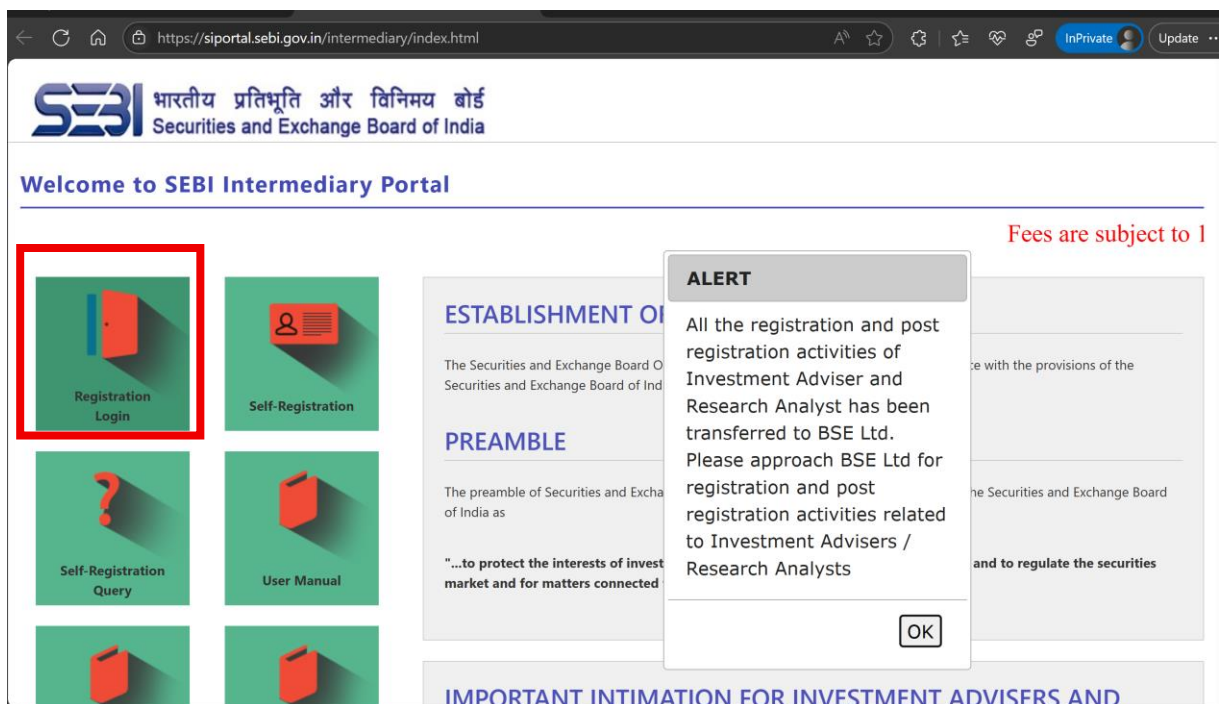 https://siportal.sebi.gov.in/intermediary/index.html
A
InPrivate
Update
SEBI
भारतीय प्रतिभूति और विनिमय बोर्ड
Securities and Exchange Board of India
Welcome to SEBI Intermediary Portal
Fees are subject to 1
Registration
Login
Self-Registration
Self-Registration
Query
User Manual
ESTABLISHMENT OF
The Securities and Exchange Board O
ce with the provisions of the
Securities and Exchange Board of Ind
PREAMBLE
The preamble of Securities and Excha
he Securities and Exchange Board
of India as
"...to protect the interests of invest
and to regulate the securities
market and for matters connected
ALERT
All the registration and post
registration activities of
Investment Adviser and
Research Analyst has been
transferred to BSE Ltd.
Please approach BSE Ltd for
registration and post
registration activities related
to Investment Advisers /
Research Analysts
OK
IMPORTANT INTIMATION FOR INVESTMENT ADVISERS AND